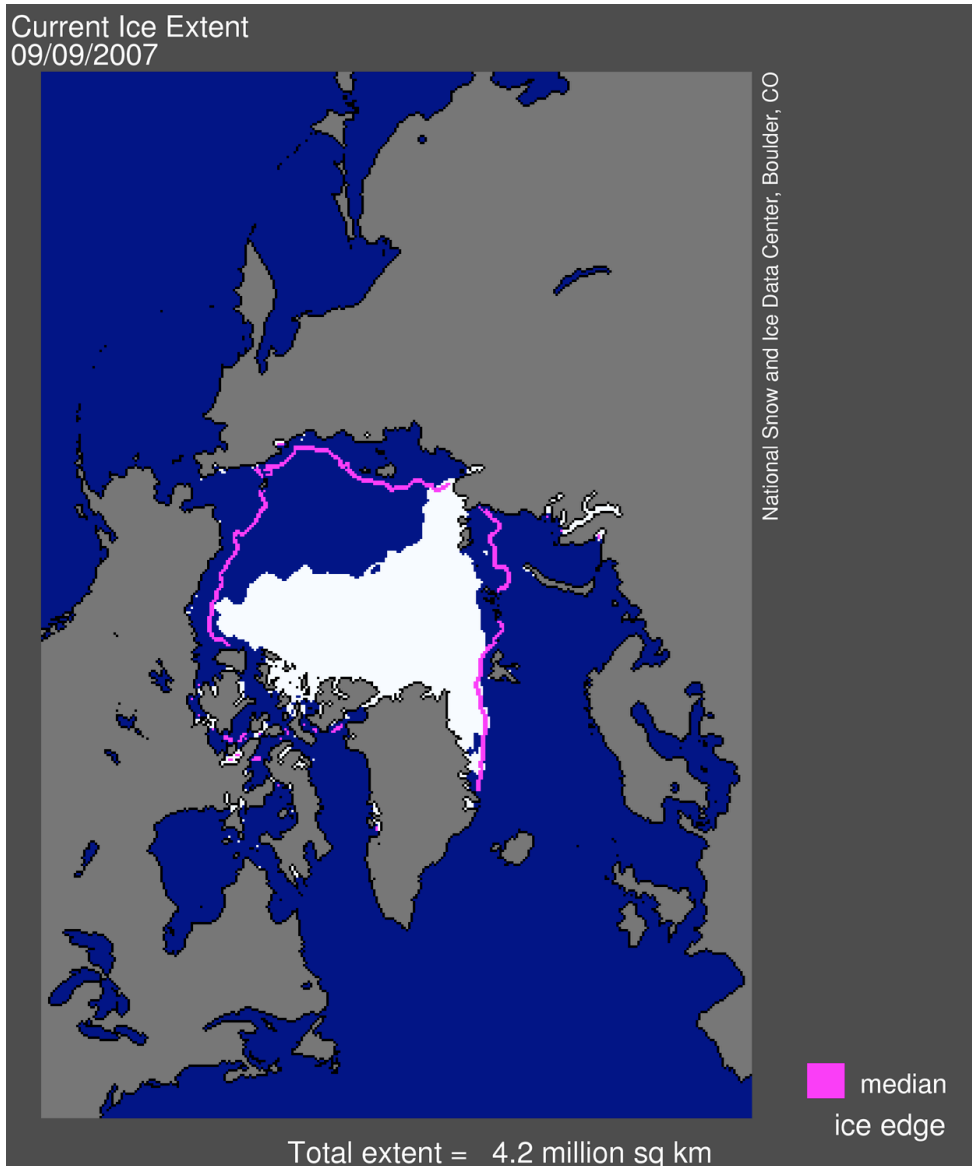 Current Ice Extent
09/09/2007
National Snow and Ice Data Center, Boulder, CO
median
ice edge
Total extent = 4.2 million sq km